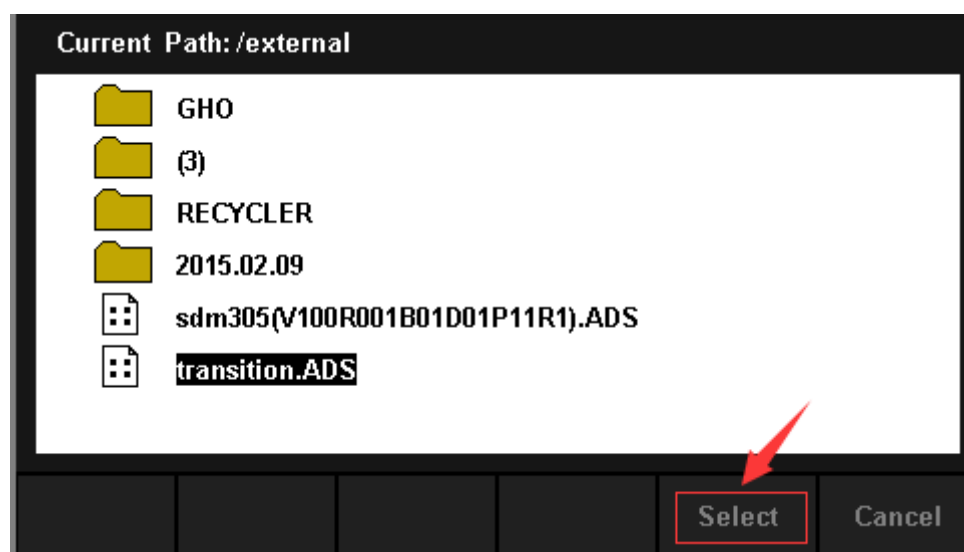 Current Path: /external
GHO
(3)
RECYCLER
2015.02.09
sdm305(V100R001B01D01P11R1).ADS
transition.ADS
Select Cancel